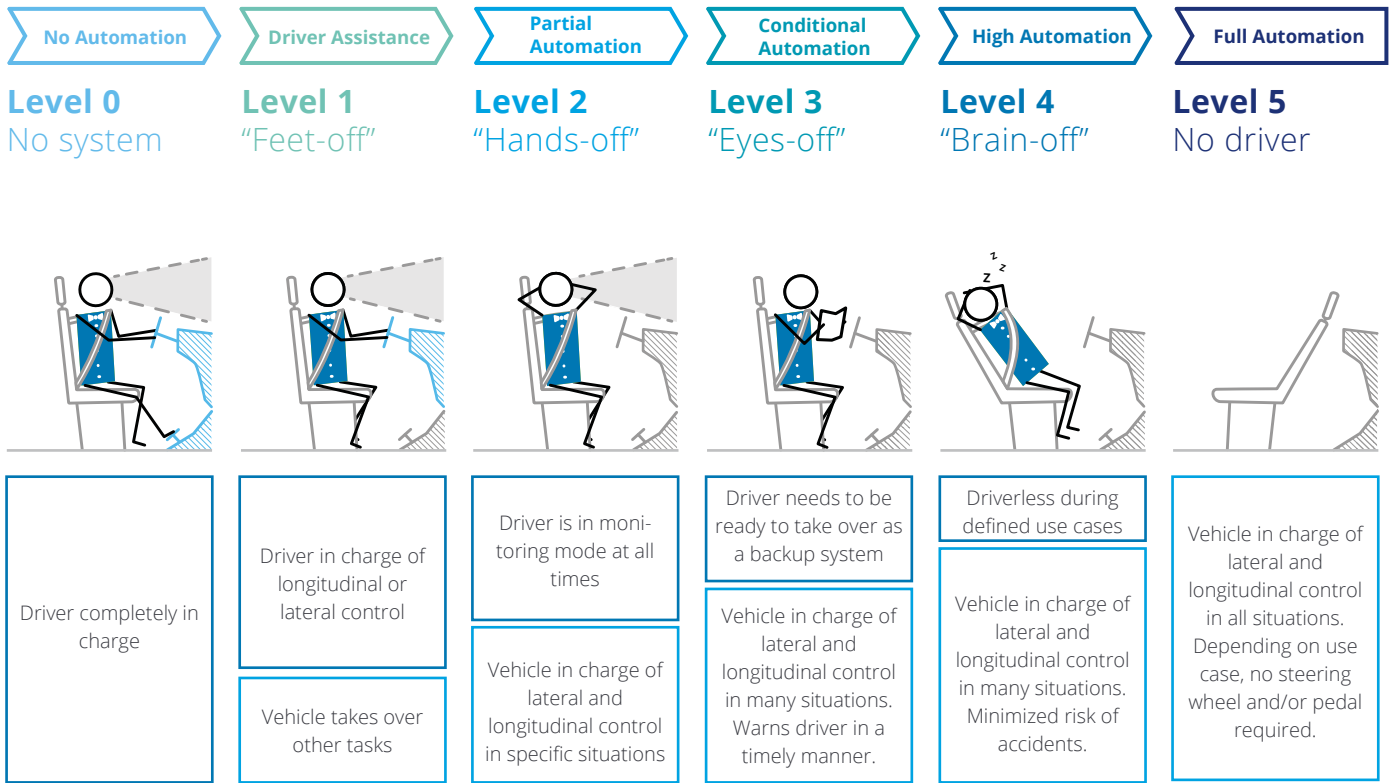 No Automation
Driver Assistance
Partial
Automation
Conditional
Automation
High Automation
Full Automation
Level 0
No system
Level 1
“Feet-off”
Level 2
“Hands-off”
Level 3
“Eyes-off”
Level 4
“Brain-off”
Level 5
No driver
z
z
z
Driver completely in
charge
Driver in charge of
longitudinal or
lateral control
Vehicle takes over
other tasks
Driver is in moni-
toring mode at all
times
Vehicle in charge of
lateral and
longitudinal control
in specific situations
Driver needs to be
ready to take over as
a backup system
Vehicle in charge of
lateral and
longitudinal control
in many situations.
Warns driver in a
timely manner.
Driverless during
defined use cases
Vehicle in charge of
lateral and
longitudinal control
in many situations.
Minimized risk of
accidents.
Vehicle in charge of
lateral and
longitudinal control
in all situations.
Depending on use
case, no steering
wheel and/or pedal
required.